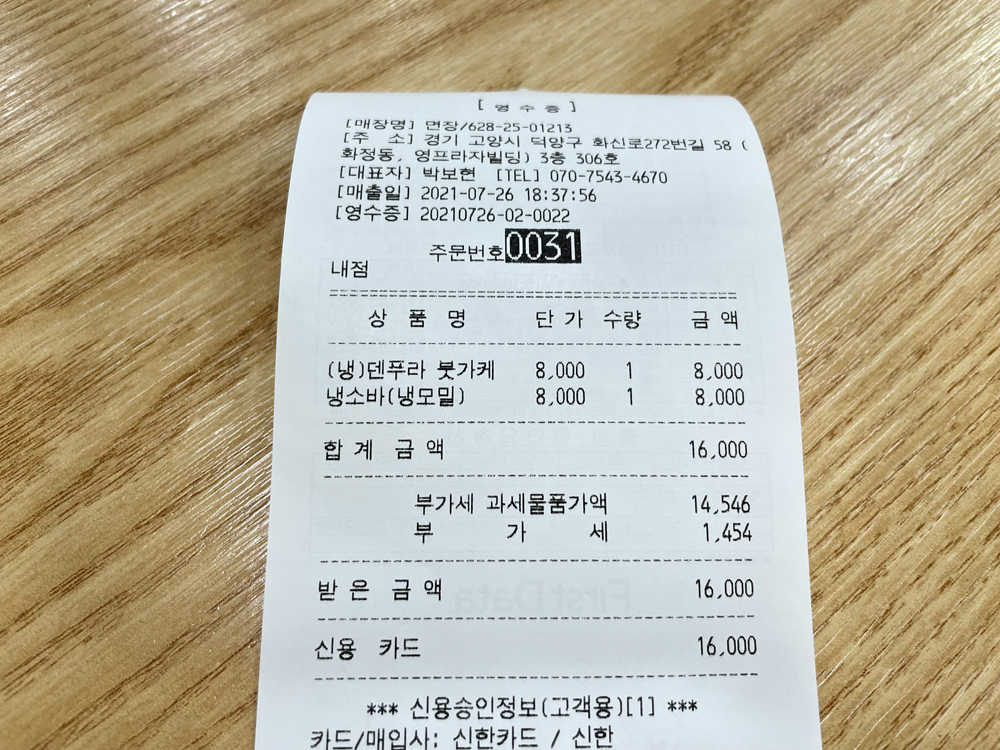 [ 영 수 증 ]
[매장명] 면장/628-25-01213
[주 소] 경기 고양시 덕양구 화신로272번길 58 (
화정동, 영프라자빌딩) 3층 306호
[대표자] 박보현 [TEL] 070-7543-4670
[매출일] 2021-07-26 18:37:56
[영수증] 20210726-02-0022
주문번호0031
내점
상 품 명 단 가 수량 금 액
(냉)덴푸라 붓가케 8,000 1 8,000
냉소바(냉모밀) 8,000 1 8,000
합 계 금 액 16,000
부가세 과세물품가액 14,546
부 가 세 1,454
받 은 금 액 16,000
신용 카드 16,000
*** 신용승인정보(고객용)[1] ***
카드/매입사: 신한카드 / 신한
First Data